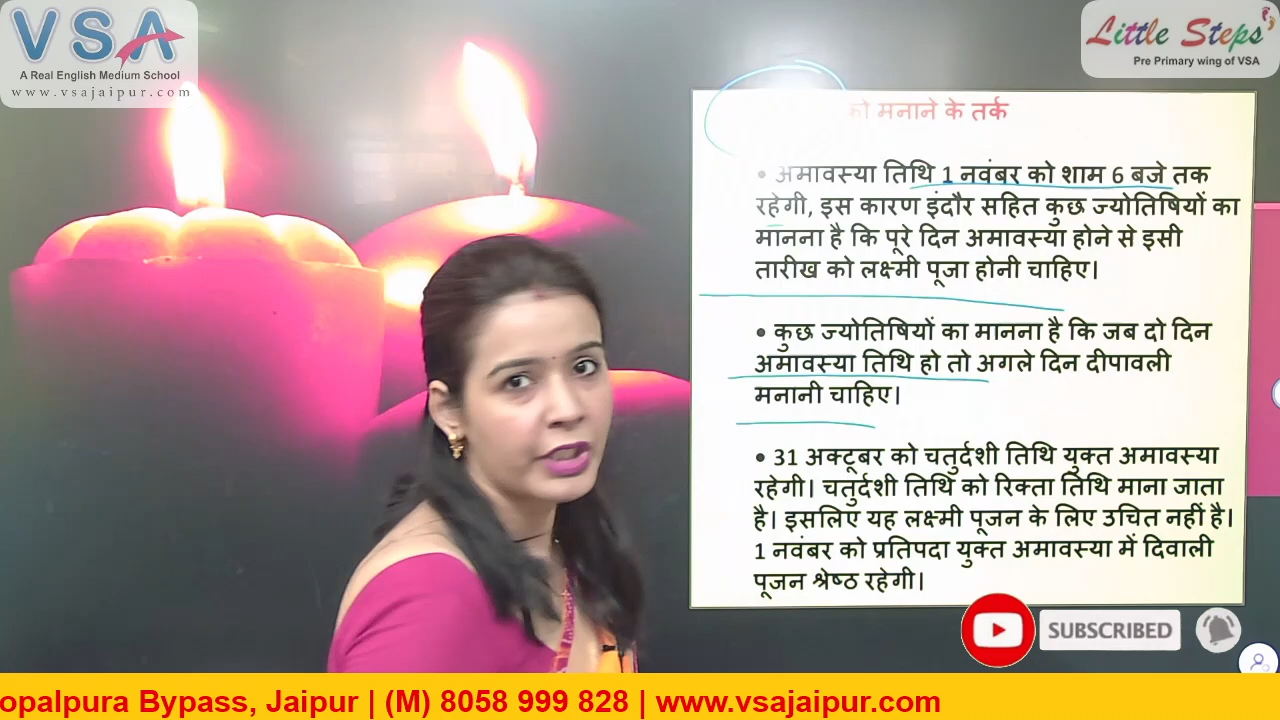 VSA
A Real English Medium School
www.vsajaipur.com
Little Steps
Pre Primary wing of VSA
को मनाने के तर्क
• अमावस्या तिथि 1 नवंबर को शाम 6 बजे तक
रहेगी, इस कारण इंदौर सहित कुछ ज्योतिषियों का
मानना है कि पूरे दिन अमावस्या होने से इसी
तारीख को लक्ष्मी पूजा होनी चाहिए।
• कुछ ज्योतिषियों का मानना है कि जब दो दिन
अमावस्या तिथि हो तो अगले दिन दीपावली
मनानी चाहिए।
• 31 अक्टूबर को चतुर्दशी तिथि युक्त अमावस्या
रहेगी। चतुर्दशी तिथि को रिक्ता तिथि माना जाता
है। इसलिए यह लक्ष्मी पूजन के लिए उचित नहीं है।
1 नवंबर को प्रतिपदा युक्त अमावस्या में दिवाली
पूजन श्रेष्ठ रहेगी।
SUBSCRIBED
opalpura Bypass, Jaipur | (M) 8058 999 828 | www.vsajaipur.com